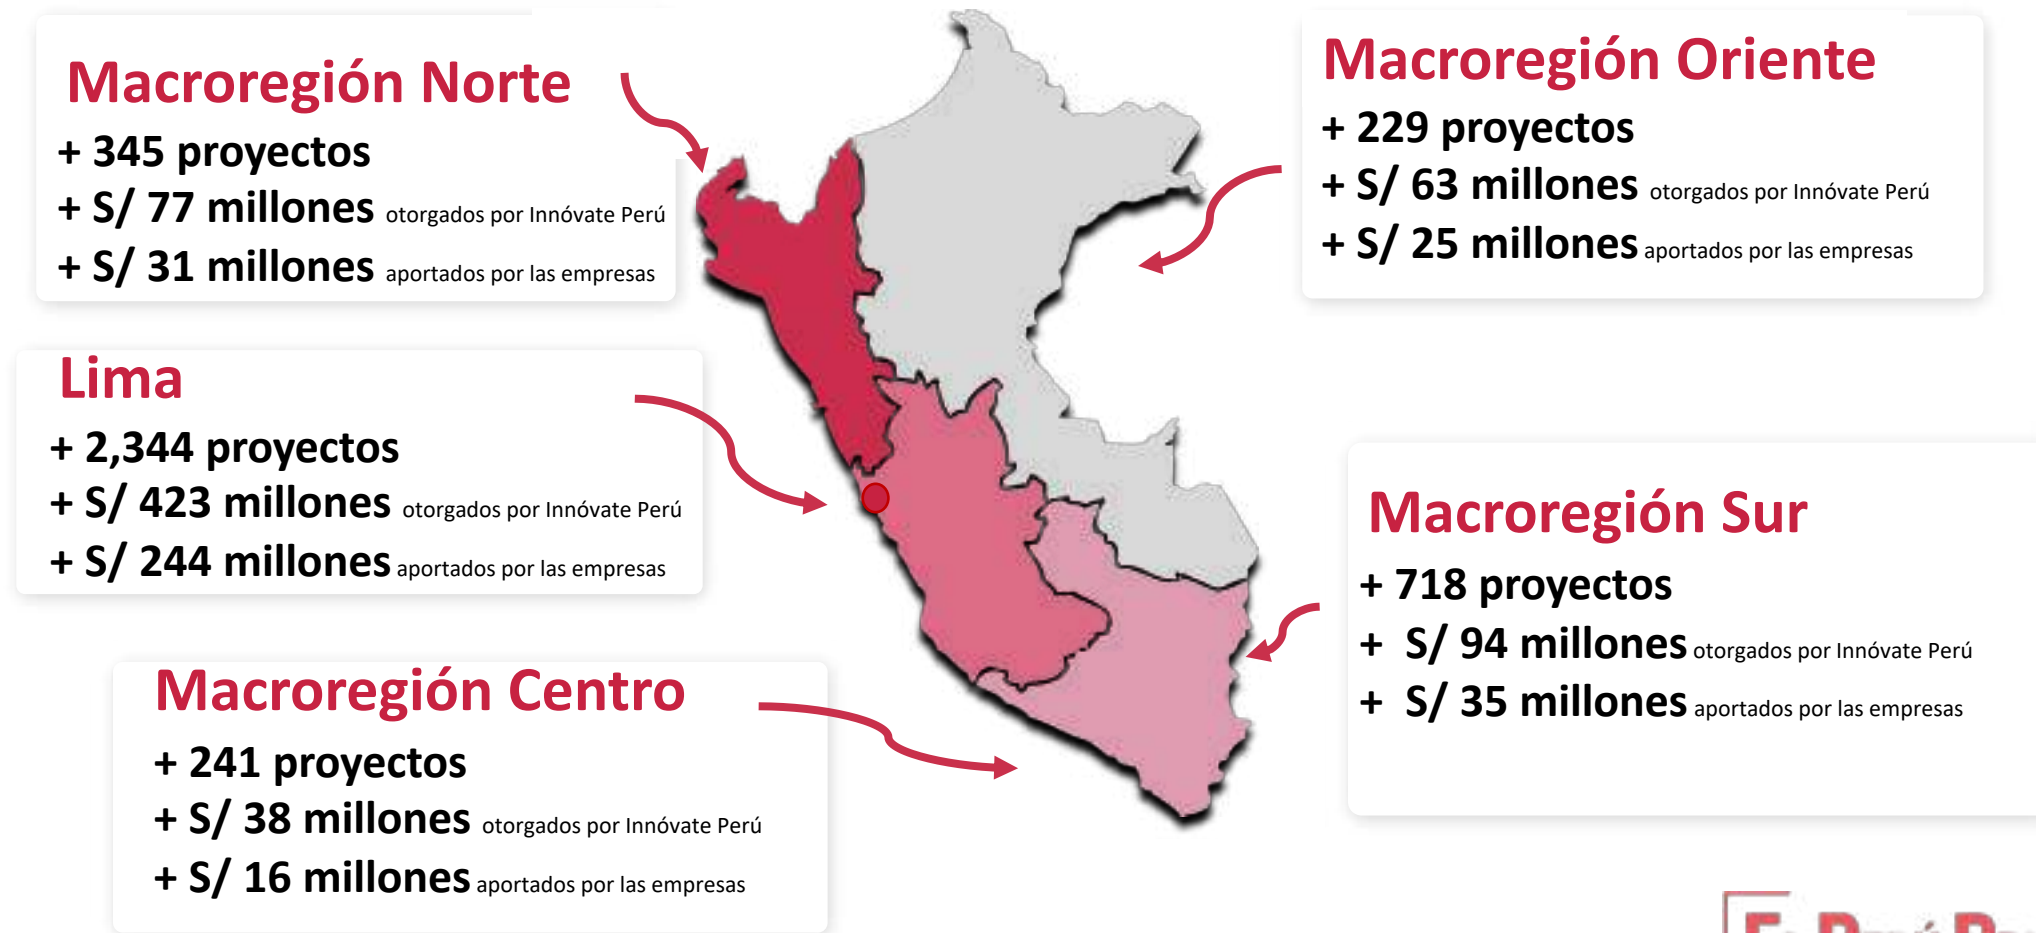 Macroregión Norte
+ 345 proyectos
+ S/ 77 millones otorgados por Innóvate Perú
+ S/ 31 millones aportados por las empresas
Macroregión Oriente
+ 229 proyectos
+ S/ 63 millones otorgados por Innóvate Perú
+ S/ 25 millones aportados por las empresas
Lima
+ 2,344 proyectos
+ S/ 423 millones otorgados por Innóvate Perú
+ S/ 244 millones aportados por las empresas
Macroregión Sur
+ 718 proyectos
+ S/ 94 millones otorgados por Innóvate Perú
+ S/ 35 millones aportados por las empresas
Macroregión Centro
+ 241 proyectos
+ S/ 38 millones otorgados por Innóvate Perú
+ S/ 16 millones aportados por las empresas